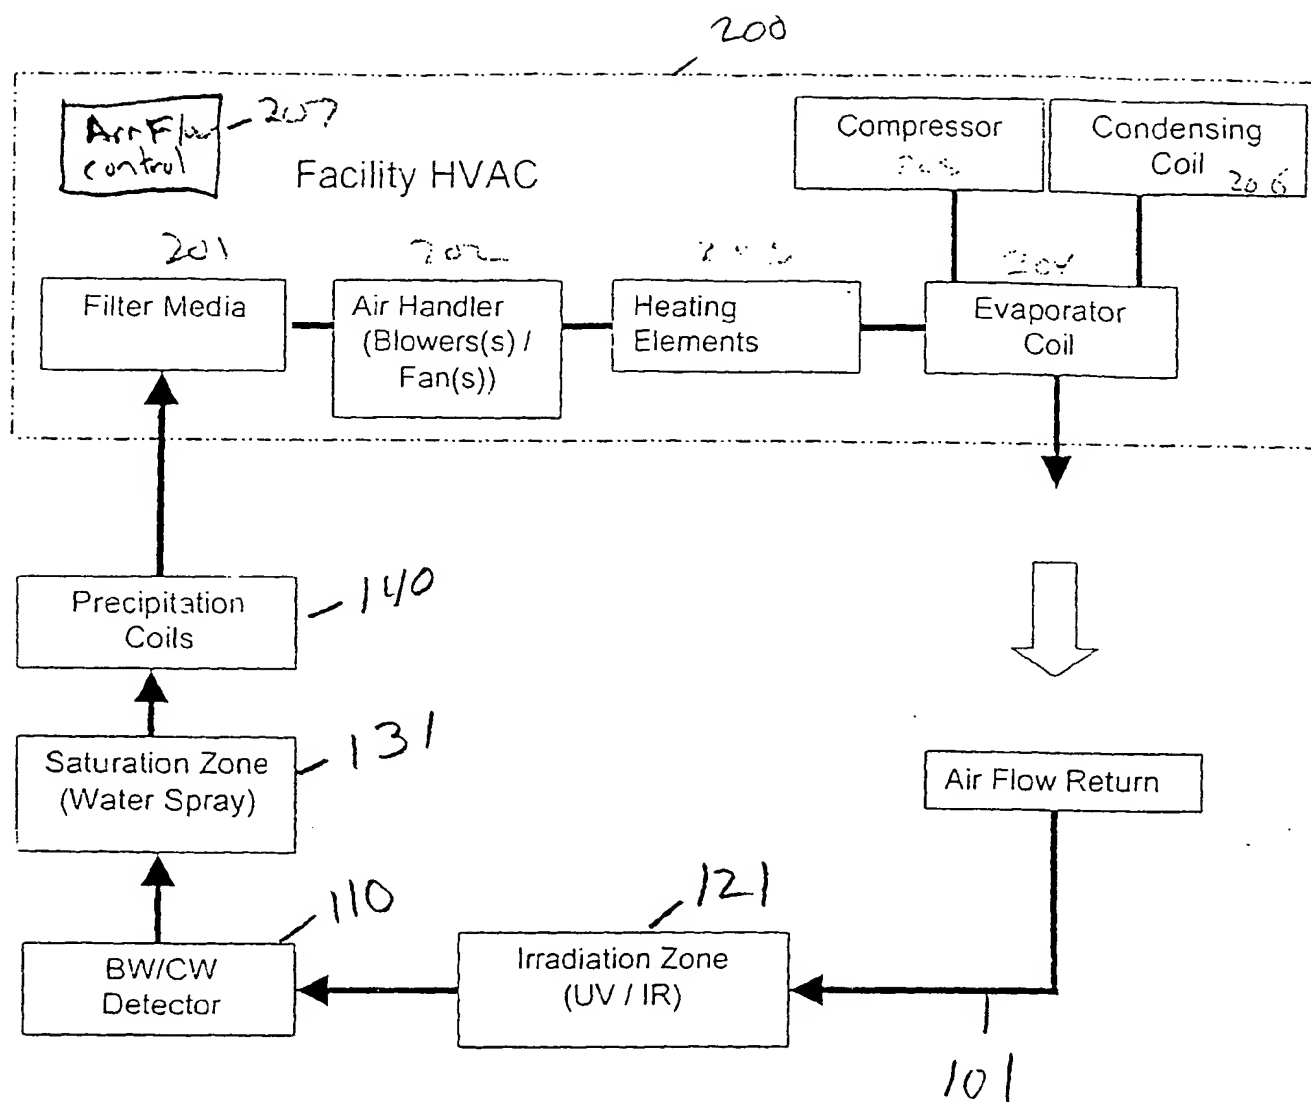 200
Air Flow
control
207
Facility HVAC
Compressor
Condensing
Coil
206
201
202
204
Filter Media
Air Handler
(Blowers(s) /
Fan(s))
Heating
Elements
Evaporator
Coil
Precipitation
Coils
140
Saturation Zone
(Water Spray)
131
Air Flow Return
110
BW/CW
Detector
121
Irradiation Zone
(UV / IR)
101